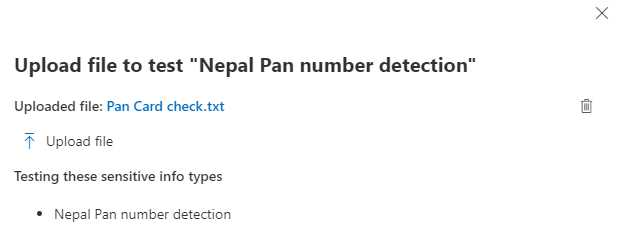 Upload file to test "Nepal Pan number detection"
Uploaded file: Pan Card check.txt
Upload file
Testing these sensitive info types
• Nepal Pan number detection